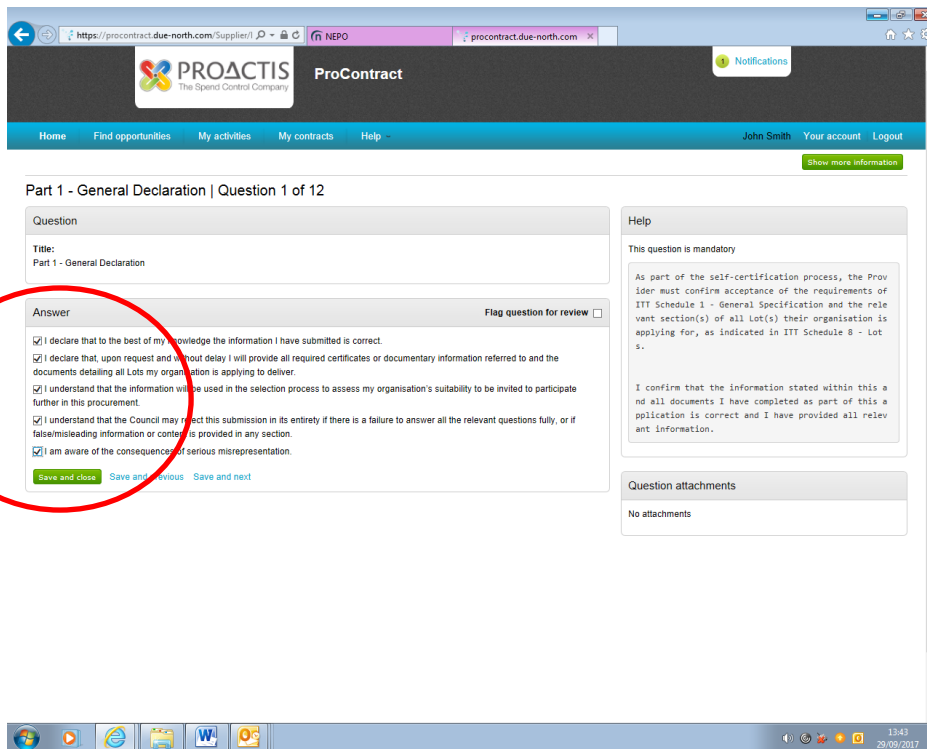 https://procontract.due-north.com/Supplier/I
NEPO
procontract.due-north.com
PROACTIS
The Spend Control Company
ProContract
1 Notifications
Home Find opportunities My activities My contracts Help
John Smith Your account Logout
Show more information
Part 1 - General Declaration | Question 1 of 12
Question
Title:
Part 1 - General Declaration
Answer
Flag question for review
I declare that to the best of my knowledge the information I have submitted is correct.
I declare that, upon request and without delay I will provide all required certificates or documentary information referred to and the
documents detailing all Lots my organisation is applying to deliver.
I understand that the information will be used in the selection process to assess my organisation's suitability to be invited to participate
further in this procurement.
I understand that the Council may reject this submission in its entirety if there is a failure to answer all the relevant questions fully, or if
false/misleading information or content is provided in any section.
I am aware of the consequences of serious misrepresentation.
Save and close Save and previous Save and next
Help
This question is mandatory
As part of the self-certification process, the Prov
ider must confirm acceptance of the requirements of
ITT Schedule 1 - General Specification and the rele
vant section(s) of all Lot(s) their organisation is
applying for, as indicated in ITT Schedule 8 - Lot
s.
I confirm that the information stated within this a
nd all documents I have completed as part of this a
pplication is correct and I have provided all relev
ant information.
Question attachments
No attachments
13:43
29/09/2017